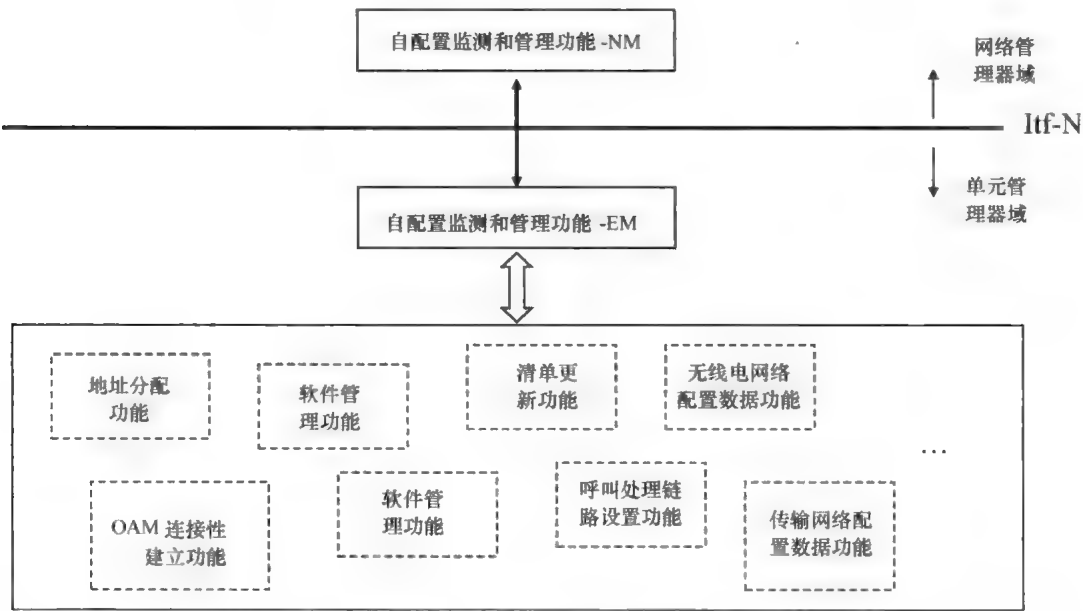 自配置监测和管理功能-NM
网络管
理器域
Itf-N
单元管
理器域
自配置监测和管理功能-EM
地址分配
功能
软件管
理功能
清单更
新功能
无线电网络
配置数据功能
…
OAM 连接性
建立功能
软件管
理功能
呼叫处理链
路设置功能
传输网络配
置数据功能